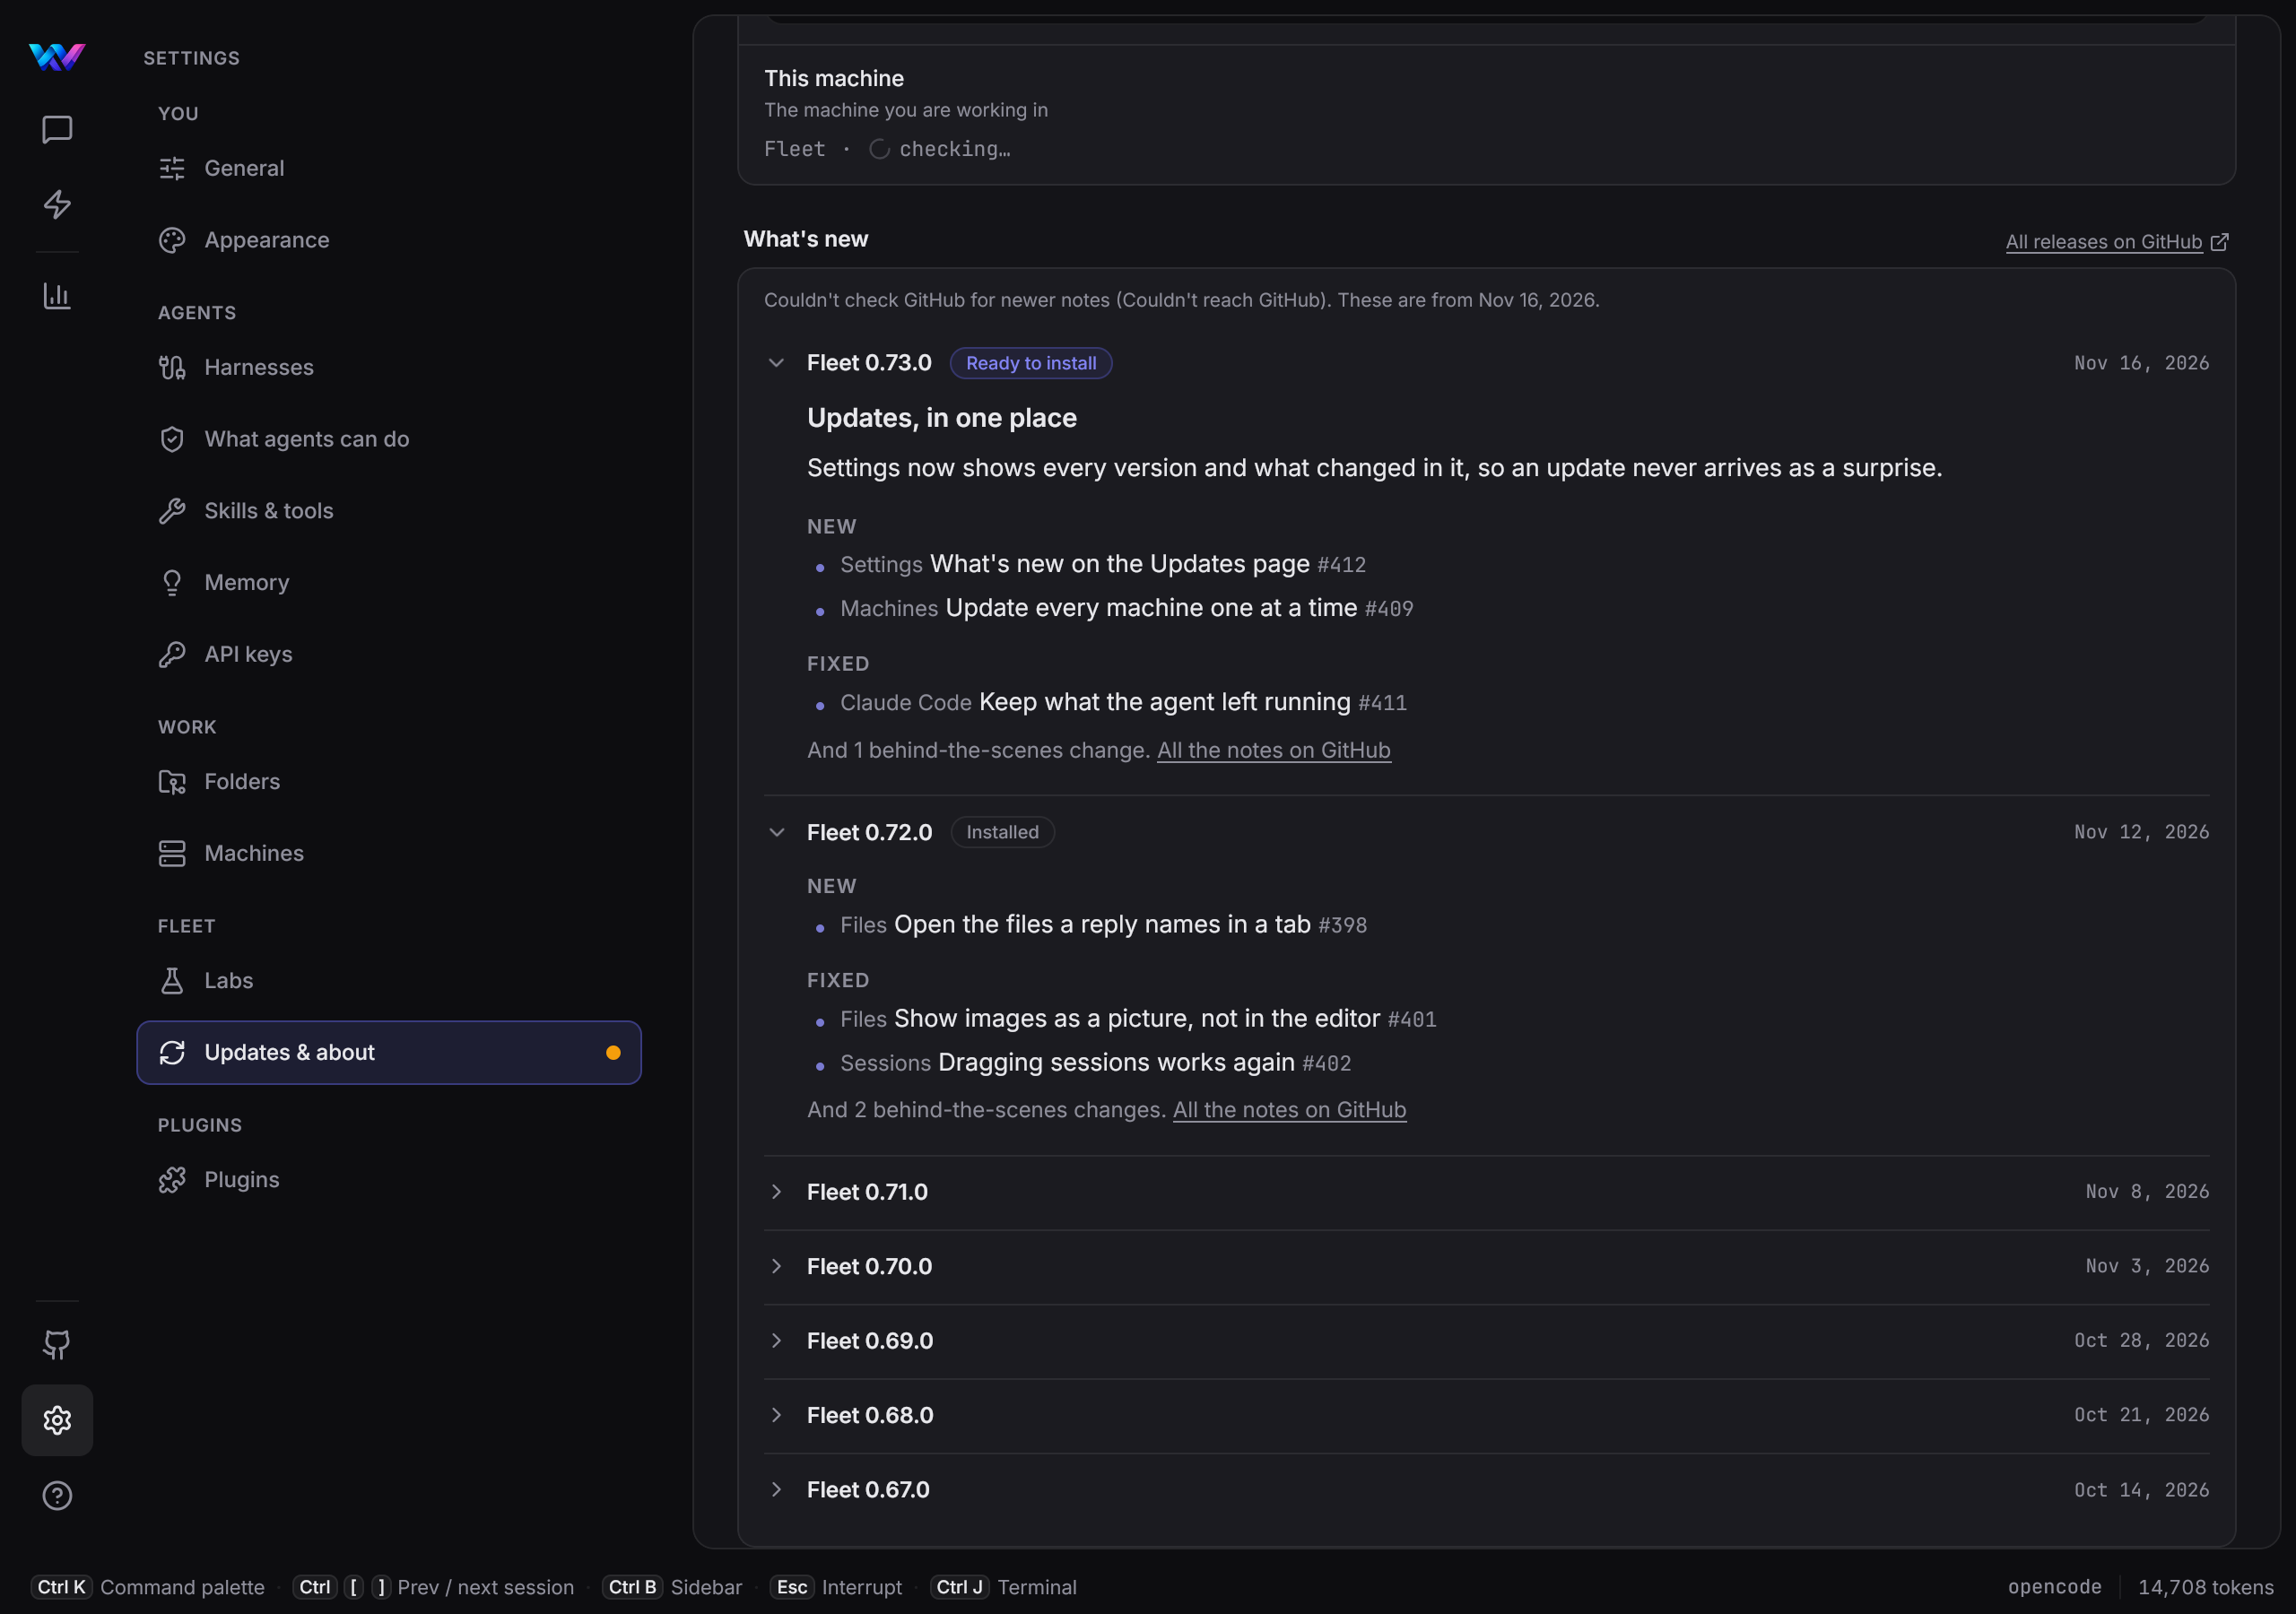 SETTINGS
YOU
General
Appearance
AGENTS
Harnesses
What agents can do
Skills & tools
Memory
API keys
WORK
Folders
Machines
FLEET
Labs
Updates & about
PLUGINS
Plugins
This machine
The machine you are working in
Fleet · checking…
What's new
All releases on GitHub
Couldn't check GitHub for newer notes (Couldn't reach GitHub). These are from Nov 16, 2026.
Fleet 0.73.0 Ready to install Nov 16, 2026
Updates, in one place
Settings now shows every version and what changed in it, so an update never arrives as a surprise.
NEW
Settings What's new on the Updates page #412
Machines Update every machine one at a time #409
FIXED
Claude Code Keep what the agent left running #411
And 1 behind-the-scenes change. All the notes on GitHub
Fleet 0.72.0 Installed Nov 12, 2026
NEW
Files Open the files a reply names in a tab #398
FIXED
Files Show images as a picture, not in the editor #401
Sessions Dragging sessions works again #402
And 2 behind-the-scenes changes. All the notes on GitHub
Fleet 0.71.0 Nov 8, 2026
Fleet 0.70.0 Nov 3, 2026
Fleet 0.69.0 Oct 28, 2026
Fleet 0.68.0 Oct 21, 2026
Fleet 0.67.0 Oct 14, 2026
Ctrl K Command palette · Ctrl [ ] Prev / next session · Ctrl B Sidebar · Esc Interrupt · Ctrl J Terminal opencode 14,708 tokens